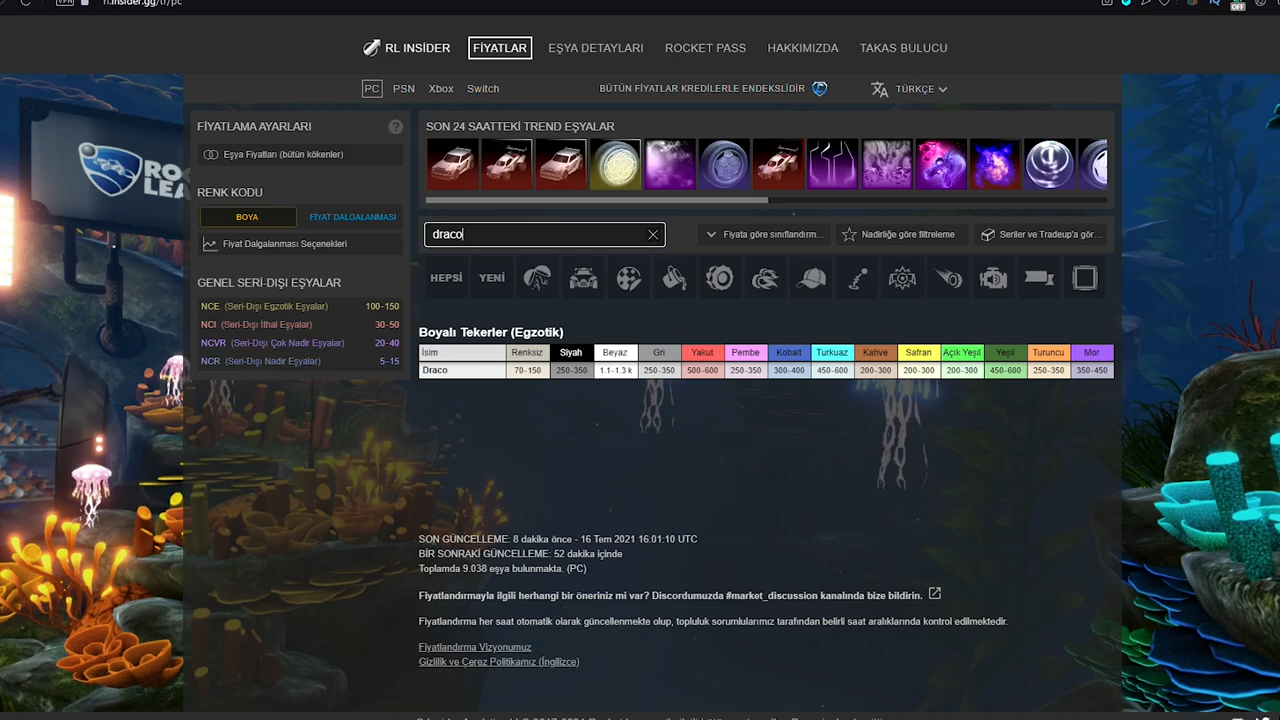 rl.insider.gg/tr/pc
OFF
RL INSİDER FİYATLAR EŞYA DETAYLARI ROCKET PASS HAKKIMIZDA TAKAS BULUCU
PC PSN Xbox Switch BÜTÜN FİYATLAR KREDİLERLE ENDEKSLİDİR TÜRKÇE
FİYATLAMA AYARLARI ?
Eşya Fiyatları (bütün kökenler)
RENK KODU
BOYA FİYAT DALGALANMASI
Fiyat Dalgalanması Seçenekleri
GENEL SERİ-DIŞI EŞYALAR
NCE (Seri-Dışı Egzotik Eşyalar) 100-150
NCI (Seri-Dışı İthal Eşyalar) 30-50
NCVR (Seri-Dışı Çok Nadir Eşyalar) 20-40
NCR (Seri-Dışı Nadir Eşyalar) 5-15
SON 24 SAATTEKİ TREND EŞYALAR
draco
Fiyata göre sınıflandırm... Nadirliğe göre filtreleme Seriler ve Tradeup'a gör...
HEPSİ YENİ
Boyalı Tekerler (Egzotik)
İsim Renksiz Siyah Beyaz Gri Yakut Pembe Kobalt Turkuaz Kahve Safran Açık Yeşil Yeşil Turuncu Mor
Draco 70-150 250-350 1.1-1.3 k 250-350 500-600 250-350 300-400 450-600 200-300 200-300 200-300 450-600 250-350 350-450
SON GÜNCELLEME: 8 dakika önce - 16 Tem 2021 16:01:10 UTC
BİR SONRAKİ GÜNCELLEME: 52 dakika içinde
Toplamda 9.038 eşya bulunmakta. (PC)
Fiyatlandırmayla ilgili herhangi bir öneriniz mi var? Discordumuzda #market_discussion kanalında bize bildirin.
Fiyatlandırma her saat otomatik olarak güncellenmekte olup, topluluk sorumlularımız tarafından belirli saat aralıklarında kontrol edilmektedir.
Fiyatlandırma Vizyonumuz
Gizlilik ve Çerez Politikamız (İngilizce)